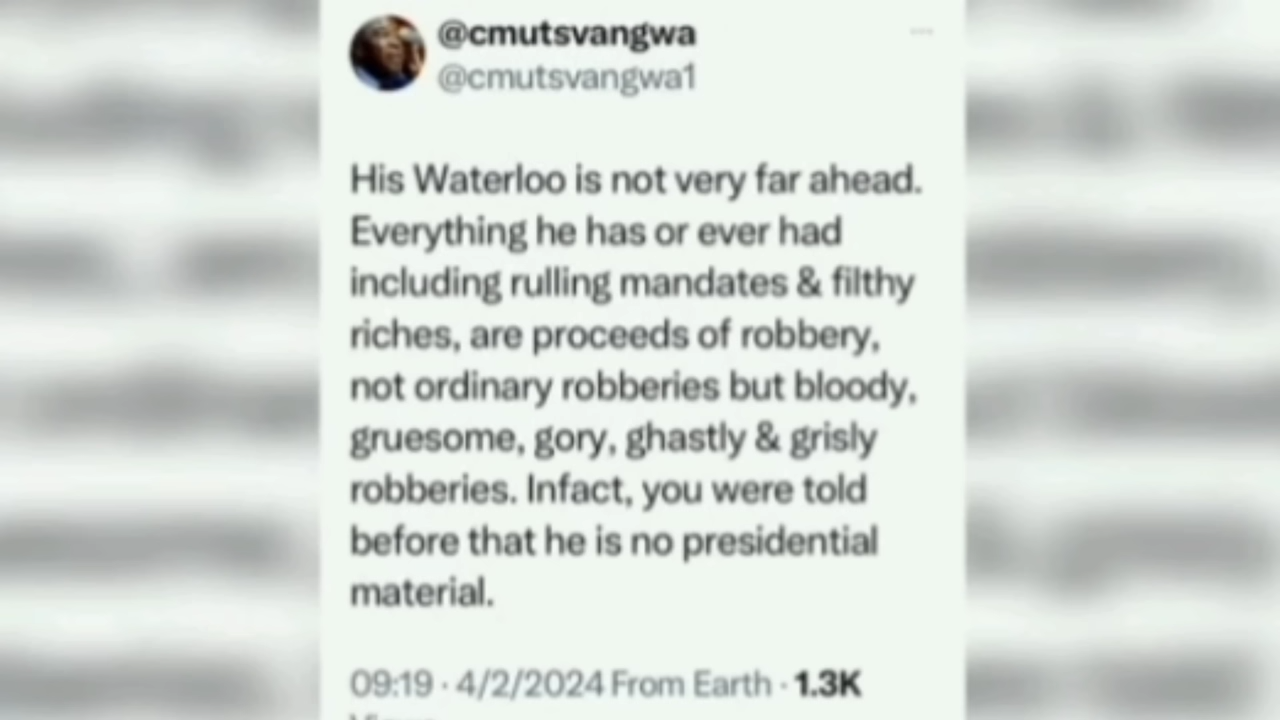 @cmutsvangwa
@cmutsvangwa1
His Waterloo is not very far ahead.
Everything he has or ever had
including rulling mandates & filthy
riches, are proceeds of robbery,
not ordinary robberies but bloody,
gruesome, gory, ghastly & grisly
robberies. Infact, you were told
before that he is no presidential
material.
09:19 · 4/2/2024 From Earth · 1.3K